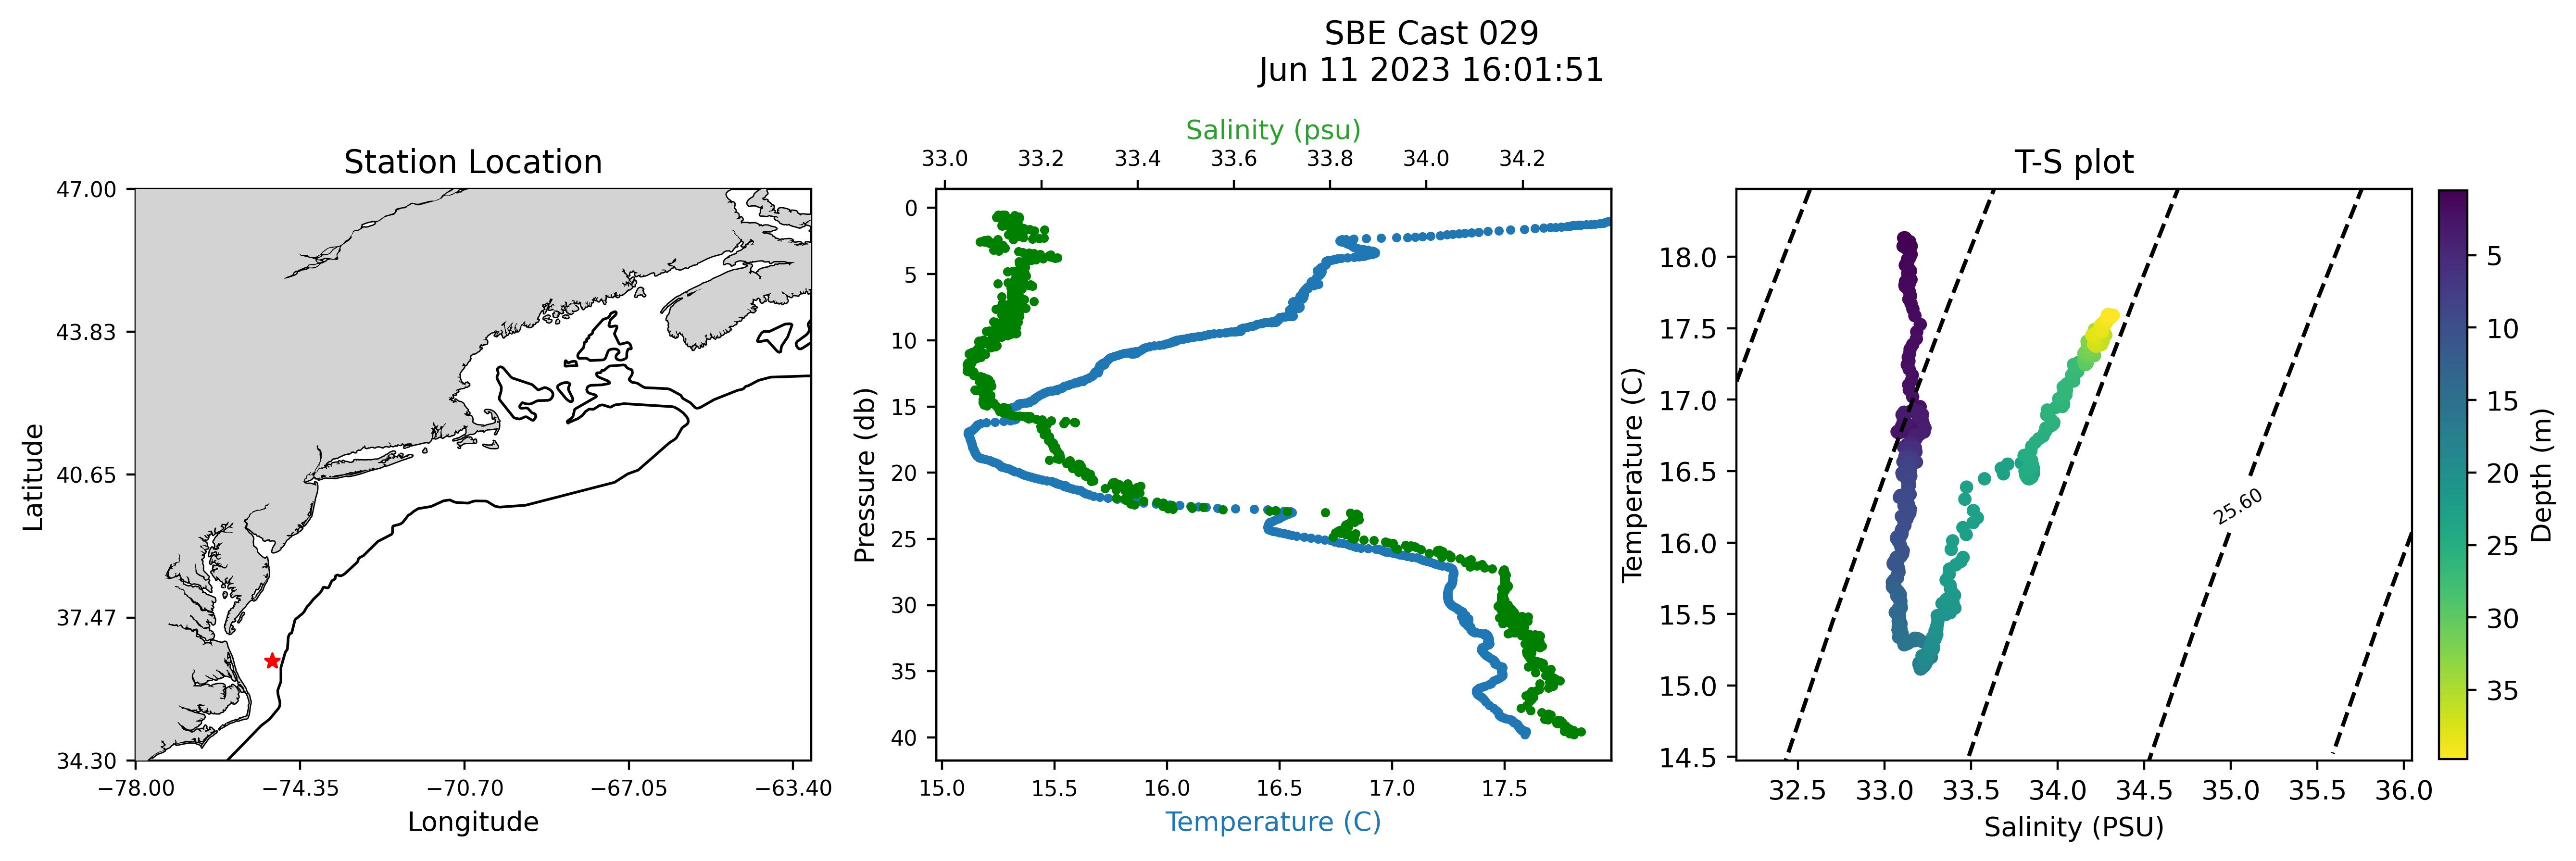 SBE Cast 029
Jun 11 2023 16:01:51
Station Location
47.00
43.83
40.65
37.47
34.30
Latitude
−78.00 −74.35 −70.70 −67.05 −63.40
Longitude
Salinity (psu)
33.0 33.2 33.4 33.6 33.8 34.0 34.2
0
5
10
15
20
25
30
35
40
Pressure (db)
15.0 15.5 16.0 16.5 17.0 17.5
Temperature (C)
T-S plot
18.0
17.5
17.0
16.5
16.0
15.5
15.0
14.5
Temperature (C)
25.60
32.5 33.0 33.5 34.0 34.5 35.0 35.5 36.0
Salinity (PSU)
5
10
15
20
25
30
35
Depth (m)